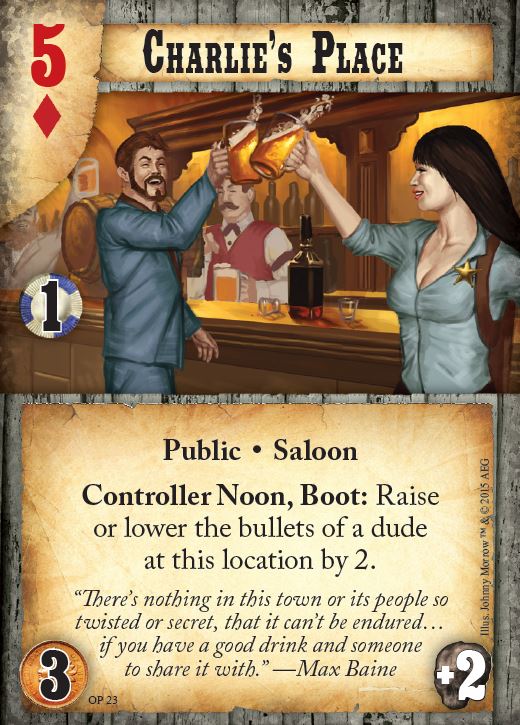 5
CHARLIE'S PLACE
1
Public • Saloon
Controller Noon, Boot: Raise
or lower the bullets of a dude
at this location by 2.
“There's nothing in this town or its people so
twisted or secret, that it can't be endured…
if you have a good drink and someone
to share it with.” —Max Baine
3
OP 23
+2
Illus. Johnny Morrow ™ & © 2015 AEG